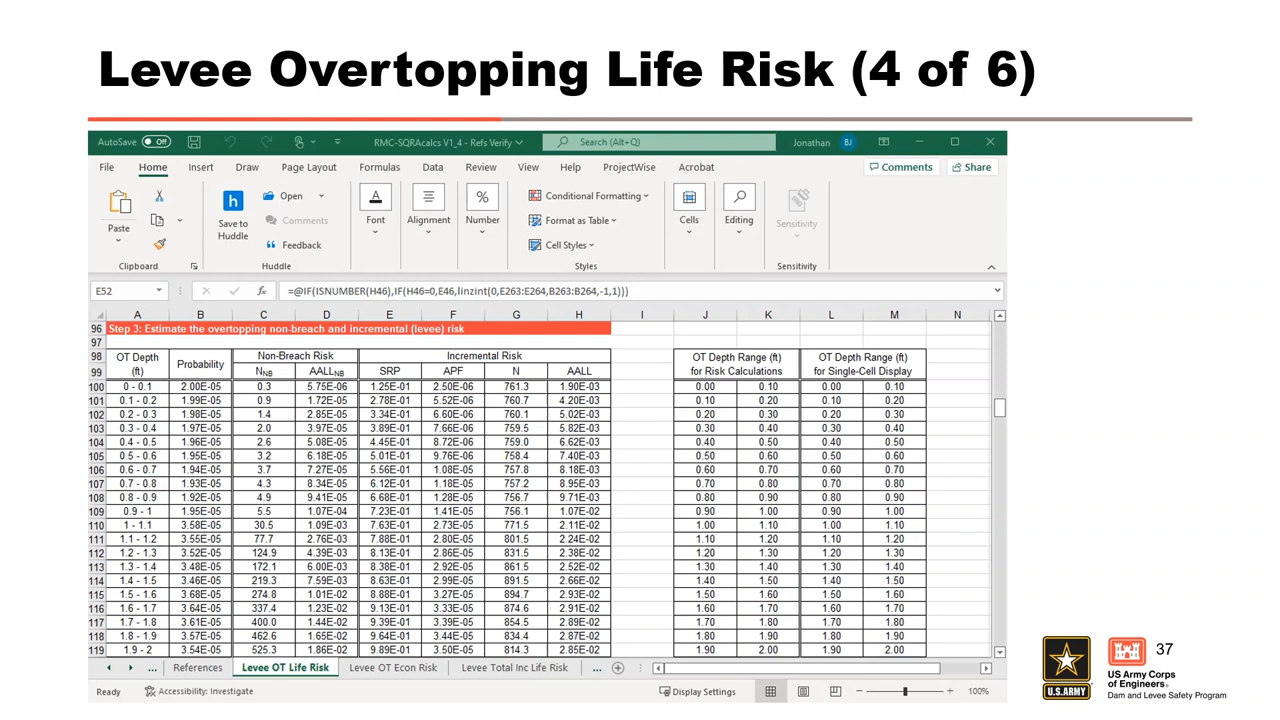 Levee Overtopping Life Risk (4 of 6)
AutoSave Off RMC-SQRAcalcs V1_4 - Refs Verify Search (Alt+Q) Jonathan BJ
File Home Insert Draw Page Layout Formulas Data Review View Help ProjectWise Acrobat Comments Share
Paste h Save to Huddle Open Comments Feedback A Font Alignment % Number Conditional Formatting Format as Table Cell Styles Cells Editing Sensitivity
Clipboard Huddle Styles Sensitivity
E52 fx =@IF(ISNUMBER(H46),IF(H46=0,E46,linzint(0,E263:E264,B263:B264,-1,1)))
A B C D E F G H I J K L M N
96 Step 3: Estimate the overtopping non-breach and incremental (levee) risk
97
98 OT Depth (ft) Probability Non-Breach Risk Incremental Risk OT Depth Range (ft) for Risk Calculations OT Depth Range (ft) for Single-Cell Display
99 NNB AALLNB SRP APF N AALL
100 0 - 0.1 2.00E-05 0.3 5.75E-06 1.25E-01 2.50E-06 761.3 1.90E-03 0.00 0.10 0.00 0.10
101 0.1 - 0.2 1.99E-05 0.9 1.72E-05 2.78E-01 5.52E-06 760.7 4.20E-03 0.10 0.20 0.10 0.20
102 0.2 - 0.3 1.98E-05 1.4 2.85E-05 3.34E-01 6.60E-06 760.1 5.02E-03 0.20 0.30 0.20 0.30
103 0.3 - 0.4 1.97E-05 2.0 3.97E-05 3.89E-01 7.66E-06 759.5 5.82E-03 0.30 0.40 0.30 0.40
104 0.4 - 0.5 1.96E-05 2.6 5.08E-05 4.45E-01 8.72E-06 759.0 6.62E-03 0.40 0.50 0.40 0.50
105 0.5 - 0.6 1.95E-05 3.2 6.18E-05 5.01E-01 9.76E-06 758.4 7.40E-03 0.50 0.60 0.50 0.60
106 0.6 - 0.7 1.94E-05 3.7 7.27E-05 5.56E-01 1.08E-05 757.8 8.18E-03 0.60 0.70 0.60 0.70
107 0.7 - 0.8 1.93E-05 4.3 8.34E-05 6.12E-01 1.18E-05 757.2 8.95E-03 0.70 0.80 0.70 0.80
108 0.8 - 0.9 1.92E-05 4.9 9.41E-05 6.68E-01 1.28E-05 756.7 9.71E-03 0.80 0.90 0.80 0.90
109 0.9 - 1 1.95E-05 5.5 1.07E-04 7.23E-01 1.41E-05 756.1 1.07E-02 0.90 1.00 0.90 1.00
110 1 - 1.1 3.58E-05 30.5 1.09E-03 7.63E-01 2.73E-05 771.5 2.11E-02 1.00 1.10 1.00 1.10
111 1.1 - 1.2 3.55E-05 77.7 2.76E-03 7.88E-01 2.80E-05 801.5 2.24E-02 1.10 1.20 1.10 1.20
112 1.2 - 1.3 3.52E-05 124.9 4.39E-03 8.13E-01 2.86E-05 831.5 2.38E-02 1.20 1.30 1.20 1.30
113 1.3 - 1.4 3.48E-05 172.1 6.00E-03 8.38E-01 2.92E-05 861.5 2.52E-02 1.30 1.40 1.30 1.40
114 1.4 - 1.5 3.46E-05 219.3 7.59E-03 8.63E-01 2.99E-05 891.5 2.66E-02 1.40 1.50 1.40 1.50
115 1.5 - 1.6 3.68E-05 274.8 1.01E-02 8.88E-01 3.27E-05 894.7 2.93E-02 1.50 1.60 1.50 1.60
116 1.6 - 1.7 3.64E-05 337.4 1.23E-02 9.13E-01 3.33E-05 874.6 2.91E-02 1.60 1.70 1.60 1.70
117 1.7 - 1.8 3.61E-05 400.0 1.44E-02 9.39E-01 3.39E-05 854.5 2.89E-02 1.70 1.80 1.70 1.80
118 1.8 - 1.9 3.57E-05 462.6 1.65E-02 9.64E-01 3.44E-05 834.4 2.87E-02 1.80 1.90 1.80 1.90
119 1.9 - 2 3.54E-05 525.3 1.86E-02 9.89E-01 3.50E-05 814.3 2.85E-02 1.90 2.00 1.90 2.00
... References Levee OT Life Risk Levee OT Econ Risk Levee Total Inc Life Risk ...
Ready Accessibility: Investigate Display Settings 100%
U.S.ARMY
37
US Army Corps
of Engineers®
Dam and Levee Safety Program